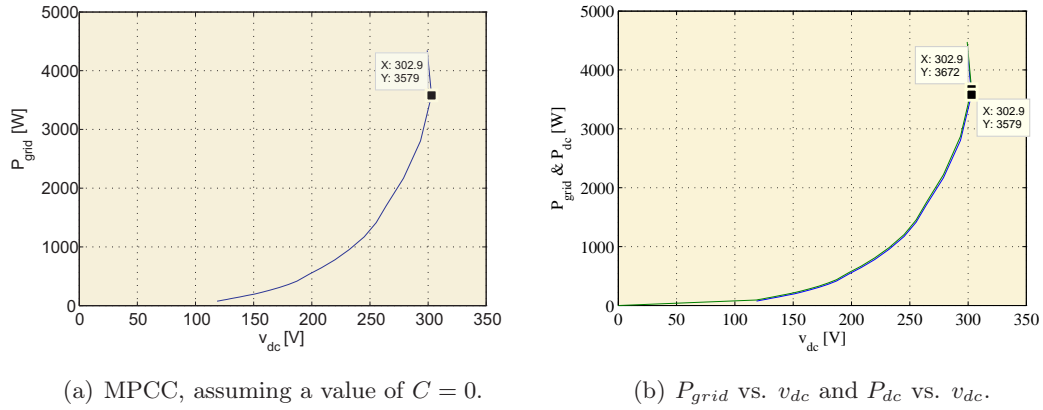 5000
4000
3000
2000
1000
0
P_grid [W]
X: 302.9
Y: 3579
0 50 100 150 200 250 300 350
v_dc [V]
(a) MPCC, assuming a value of C = 0.
5000
4000
3000
2000
1000
0
P_grid & P_dc [W]
X: 302.9
Y: 3672
X: 302.9
Y: 3579
0 50 100 150 200 250 300 350
v_dc [V]
(b) P_grid vs. v_dc and P_dc vs. v_dc.